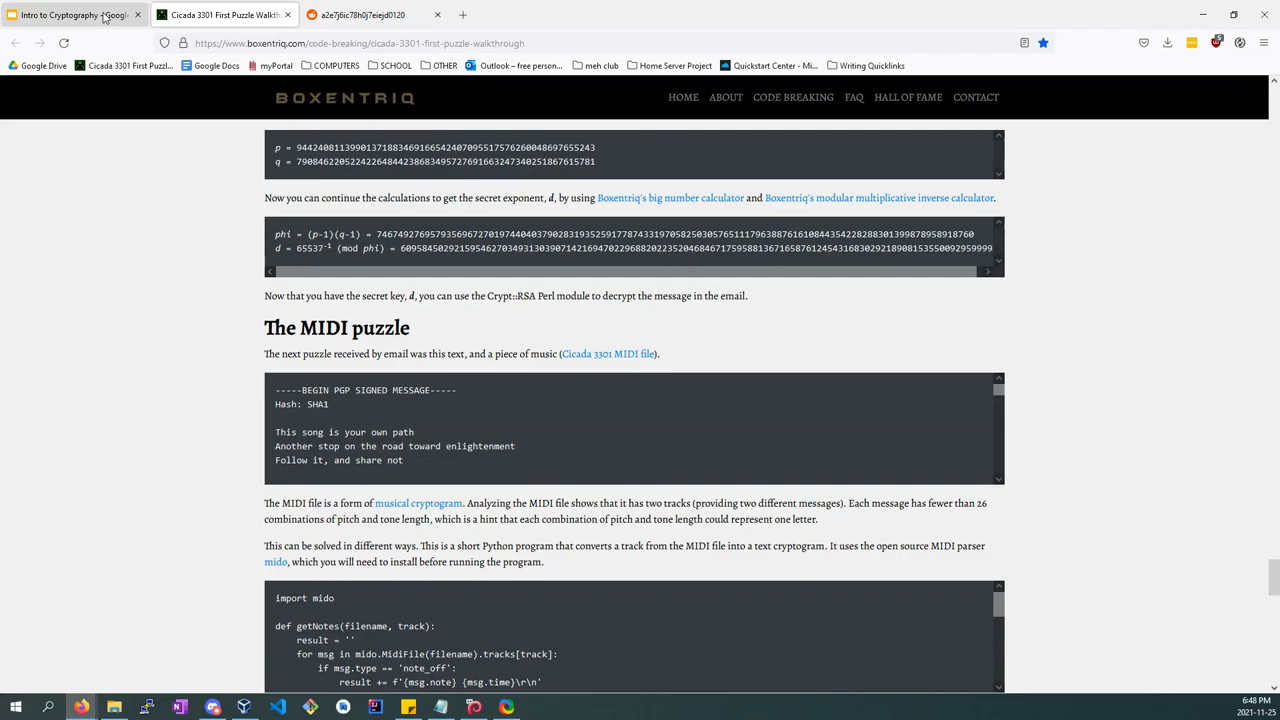 Intro to Cryptography - Google
Cicada 3301 First Puzzle Walkth
a2e7j6ic78h0j7eiejd0120
https://www.boxentriq.com/code-breaking/cicada-3301-first-puzzle-walkthrough
5
Google Drive
Cicada 3301 First Puzzl...
Google Docs
myPortal
COMPUTERS
SCHOOL
OTHER
Outlook – free person...
meh club
Home Server Project
Quickstart Center - Mi...
Writing Quicklinks
BOXENTRIQ
HOME
ABOUT
CODE BREAKING
FAQ
HALL OF FAME
CONTACT
p = 94424081139901371883469166542407095517576260048697655243
q = 79084622052242264844238683495727691663247340251867615781
Now you can continue the calculations to get the secret exponent, d, by using Boxentriq's big number calculator and Boxentriq's modular multiplicative inverse calculator.
Now that you have the secret key, d, you can use the Crypt::RSA Perl module to decrypt the message in the email.
The MIDI puzzle
The next puzzle received by email was this text, and a piece of music (Cicada 3301 MIDI file).
-----BEGIN PGP SIGNED MESSAGE-----
Hash: SHA1
This song is your own path
Another stop on the road toward enlightenment
Follow it, and share not
The MIDI file is a form of musical cryptogram. Analyzing the MIDI file shows that it has two tracks (providing two different messages). Each message has fewer than 26
combinations of pitch and tone length, which is a hint that each combination of pitch and tone length could represent one letter.
This can be solved in different ways. This is a short Python program that converts a track from the MIDI file into a text cryptogram. It uses the open source MIDI parser
mido, which you will need to install before running the program.
import mido
def getNotes(filename, track):
result = ''
for msg in mido.MidiFile(filename).tracks[track]:
if msg.type == 'note_off':
result += f'{msg.note} {msg.time}\r\n'
6:48 PM
2021-11-25